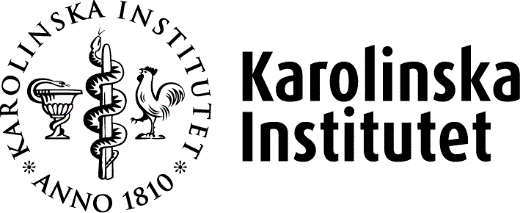 KAROLINSKA INSTITUTET
* ANNO 1810 *
Karolinska
Institutet